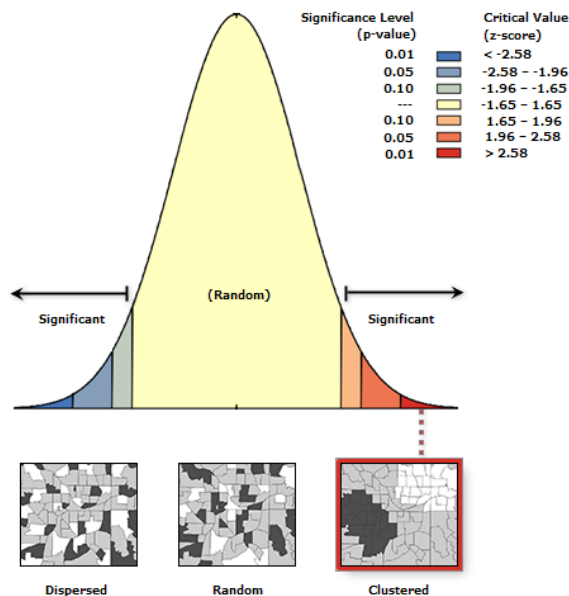 Significance Level Critical Value
(p-value) (z-score)
0.01 < -2.58
0.05 -2.58 – -1.96
0.10 -1.96 – -1.65
--- -1.65 – 1.65
0.10 1.65 – 1.96
0.05 1.96 – 2.58
0.01 > 2.58
(Random)
Significant Significant
Dispersed Random Clustered